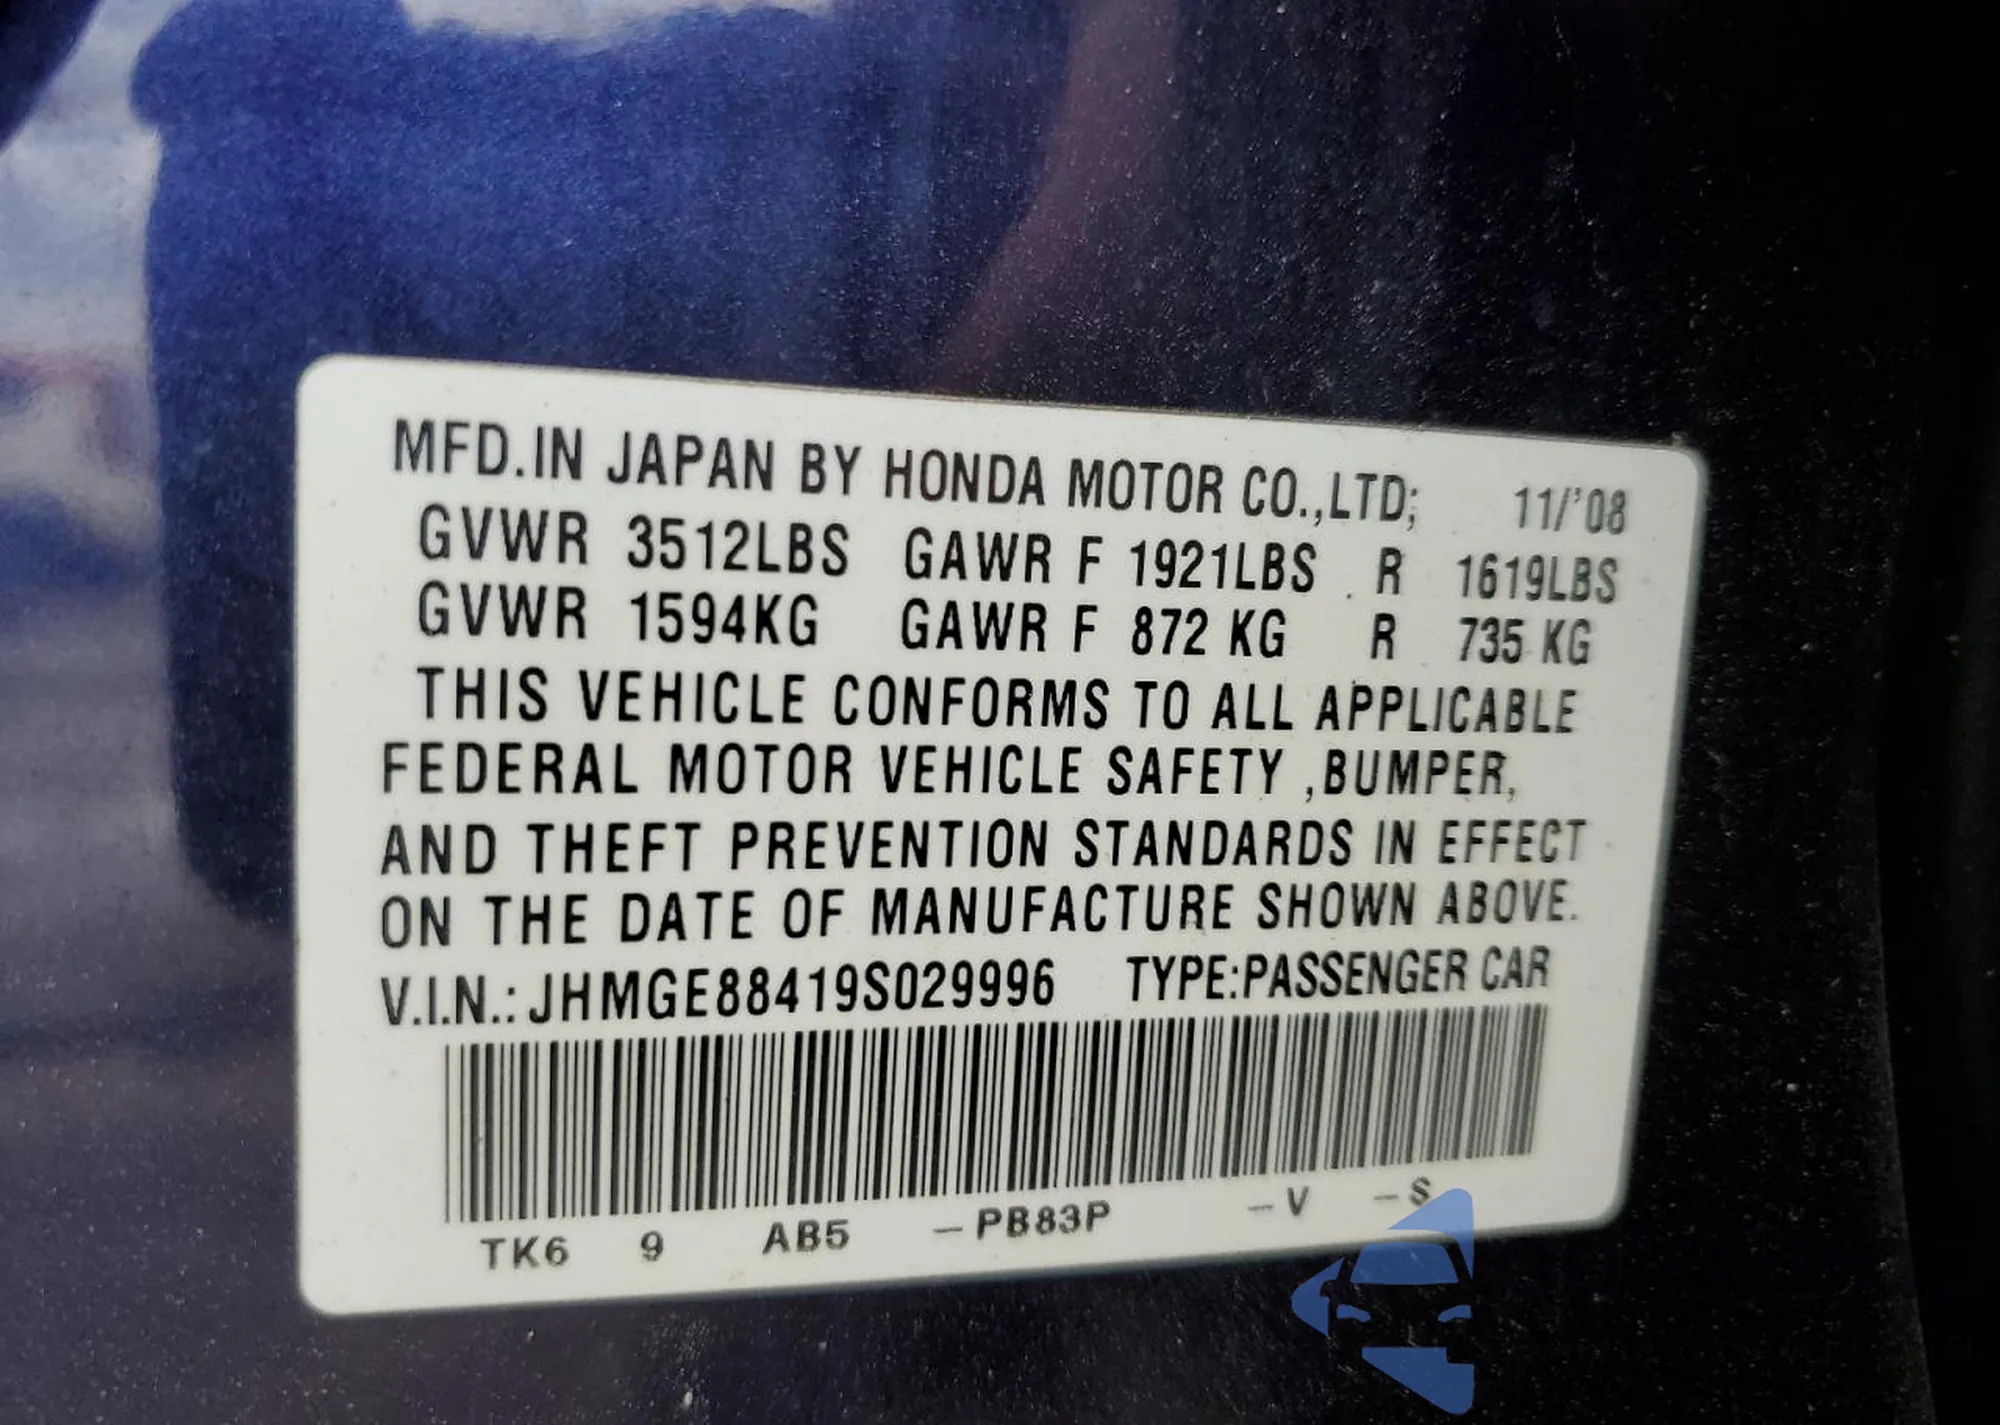 MFD.IN JAPAN BY HONDA MOTOR CO.,LTD; 11/'08
GVWR 3512LBS GAWR F 1921LBS R 1619LBS
GVWR 1594KG GAWR F 872 KG R 735 KG
THIS VEHICLE CONFORMS TO ALL APPLICABLE
FEDERAL MOTOR VEHICLE SAFETY ,BUMPER,
AND THEFT PREVENTION STANDARDS IN EFFECT
ON THE DATE OF MANUFACTURE SHOWN ABOVE.
V.I.N.: JHMGE88419S029996 TYPE:PASSENGER CAR
TK6 9 AB5 –PB83P –V –S